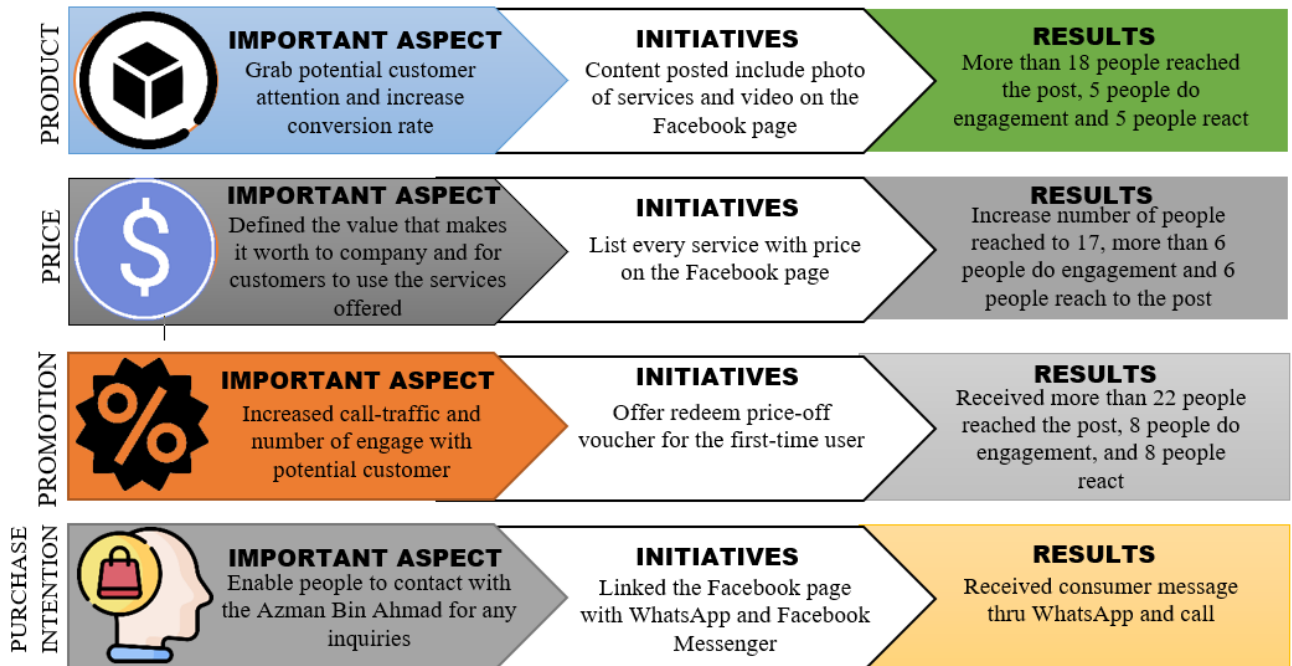 PRODUCT
IMPORTANT ASPECT
Grab potential customer
attention and increase
conversion rate
INITIATIVES
Content posted include photo
of services and video on the
Facebook page
RESULTS
More than 18 people reached
the post, 5 people do
engagement and 5 people react
PRICE
$
IMPORTANT ASPECT
Defined the value that makes
it worth to company and for
customers to use the services
offered
INITIATIVES
List every service with price
on the Facebook page
RESULTS
Increase number of people
reached to 17, more than 6
people do engagement and 6
people reach to the post
PROMOTION
%
IMPORTANT ASPECT
Increased call-traffic and
number of engage with
potential customer
INITIATIVES
Offer redeem price-off
voucher for the first-time user
RESULTS
Received more than 22 people
reached the post, 8 people do
engagement, and 8 people
react
PURCHASE
INTENTION
IMPORTANT ASPECT
Enable people to contact with
the Azman Bin Ahmad for any
inquiries
INITIATIVES
Linked the Facebook page
with WhatsApp and Facebook
Messenger
RESULTS
Received consumer message
thru WhatsApp and call